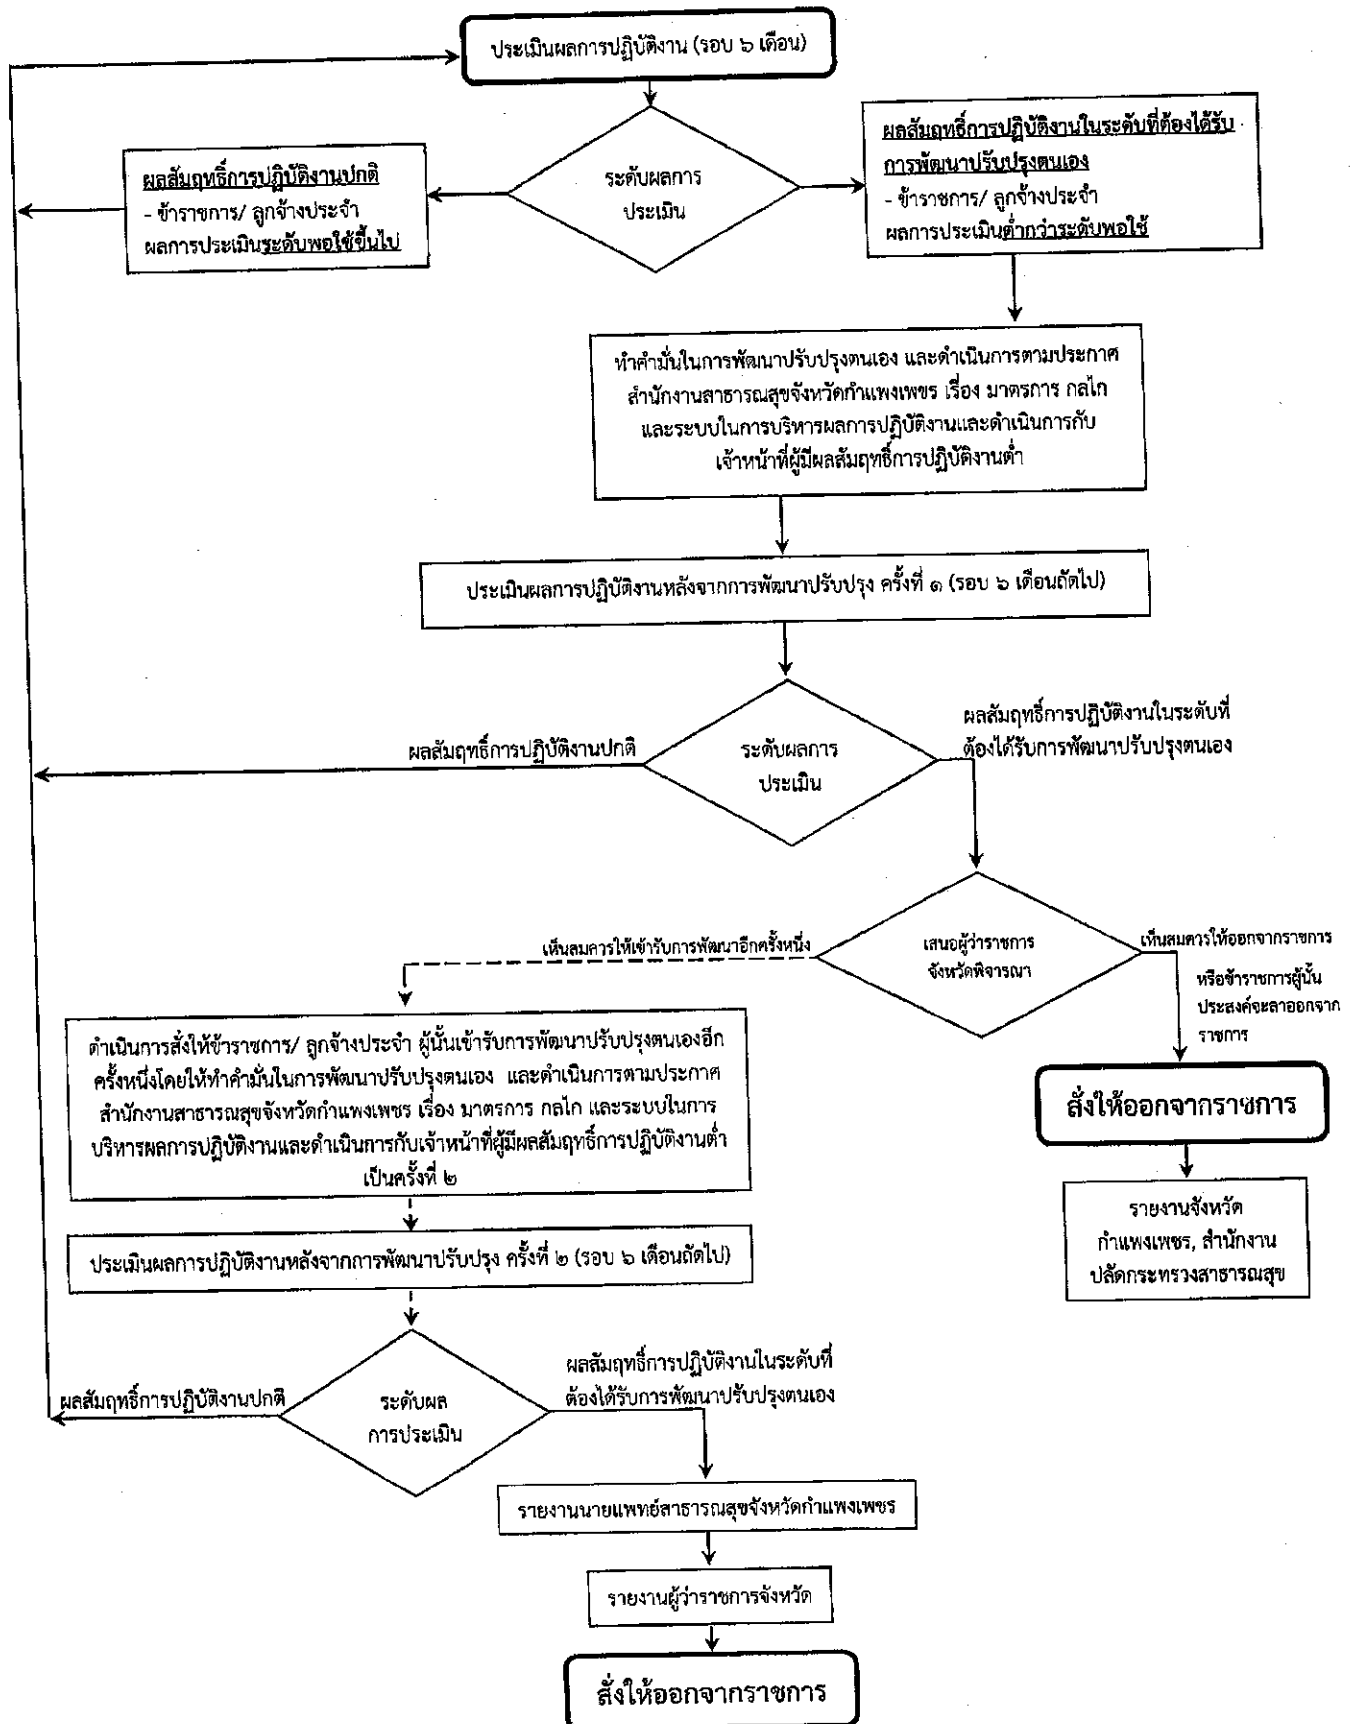 ประเมินผลการปฏิบัติงาน (รอบ ๖ เดือน)
ระดับผลการ
ประเมิน
ผลสัมฤทธิ์การปฏิบัติงานปกติ
- ข้าราชการ/ ลูกจ้างประจำ
ผลการประเมินระดับพอใช้ขึ้นไป
ผลสัมฤทธิ์การปฏิบัติงานในระดับที่ต้องได้รับ
การพัฒนาปรับปรุงตนเอง
- ข้าราชการ/ ลูกจ้างประจำ
ผลการประเมินต่ำกว่าระดับพอใช้
ทำคำมั่นในการพัฒนาปรับปรุงตนเอง และดำเนินการตามประกาศ
สำนักงานสาธารณสุขจังหวัดกำแพงเพชร เรื่อง มาตรการ กลไก
และระบบในการบริหารผลการปฏิบัติงานและดำเนินการกับ
เจ้าหน้าที่ผู้มีผลสัมฤทธิ์การปฏิบัติงานต่ำ
ประเมินผลการปฏิบัติงานหลังจากการพัฒนาปรับปรุง ครั้งที่ ๑ (รอบ ๖ เดือนถัดไป)
ผลสัมฤทธิ์การปฏิบัติงานปกติ
ระดับผลการ
ประเมิน
ผลสัมฤทธิ์การปฏิบัติงานในระดับที่
ต้องได้รับการพัฒนาปรับปรุงตนเอง
เห็นสมควรให้เข้ารับการพัฒนาอีกครั้งหนึ่ง
เสนอผู้ว่าราชการ
จังหวัดพิจารณา
เห็นสมควรให้ออกจากราชการ
หรือข้าราชการผู้นั้น
ประสงค์จะลาออกจาก
ราชการ
ดำเนินการสั่งให้ข้าราชการ/ ลูกจ้างประจำ ผู้นั้นเข้ารับการพัฒนาปรับปรุงตนเองอีก
ครั้งหนึ่งโดยให้ทำคำมั่นในการพัฒนาปรับปรุงตนเอง และดำเนินการตามประกาศ
สำนักงานสาธารณสุขจังหวัดกำแพงเพชร เรื่อง มาตรการ กลไก และระบบในการ
บริหารผลการปฏิบัติงานและดำเนินการกับเจ้าหน้าที่ผู้มีผลสัมฤทธิ์การปฏิบัติงานต่ำ
เป็นครั้งที่ ๒
สั่งให้ออกจากราชการ
รายงานจังหวัด
กำแพงเพชร, สำนักงาน
ปลัดกระทรวงสาธารณสุข
ประเมินผลการปฏิบัติงานหลังจากการพัฒนาปรับปรุง ครั้งที่ ๒ (รอบ ๖ เดือนถัดไป)
ผลสัมฤทธิ์การปฏิบัติงานปกติ
ระดับผล
การประเมิน
ผลสัมฤทธิ์การปฏิบัติงานในระดับที่
ต้องได้รับการพัฒนาปรับปรุงตนเอง
รายงานนายแพทย์สาธารณสุขจังหวัดกำแพงเพชร
รายงานผู้ว่าราชการจังหวัด
สั่งให้ออกจากราชการ